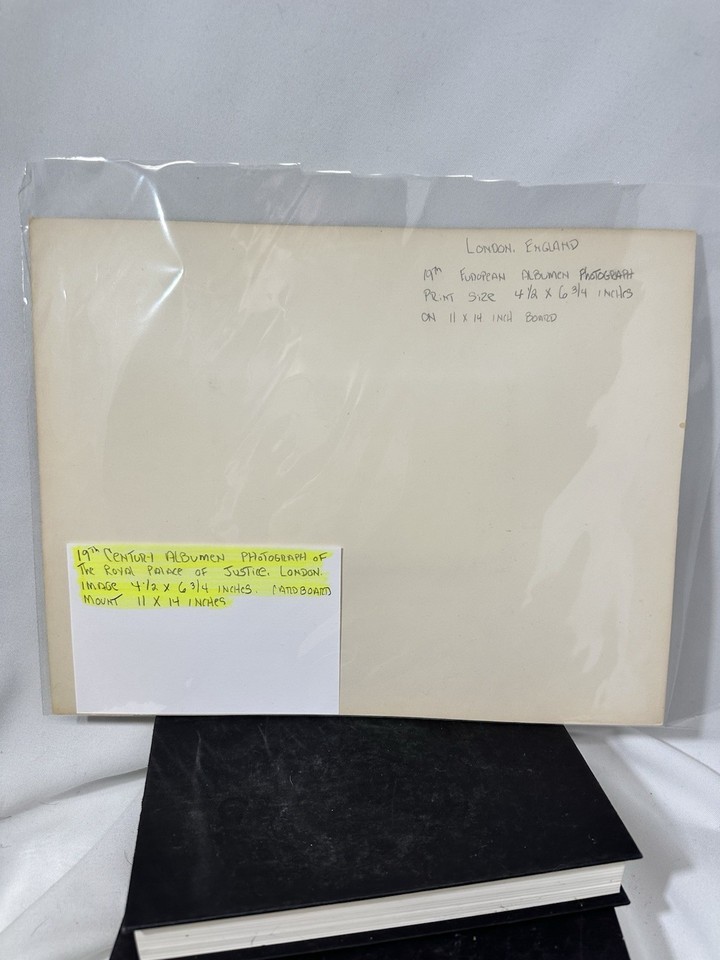 LONDON. ENGLAND
19th EUROPEAN ALBUMEN PHOTOGRAPH
PRINT SIZE 4 1/2 X 6 3/4 INCHES
ON 11 X 14 INCH BOARD
19th CENTURY ALBUMEN PHOTOGRAPH OF
THE ROYAL PALACE OF JUSTICE. LONDON.
IMAGE 4 1/2 X 6 3/4 INCHES. CARDBOARD
MOUNT 11 X 14 INCHES